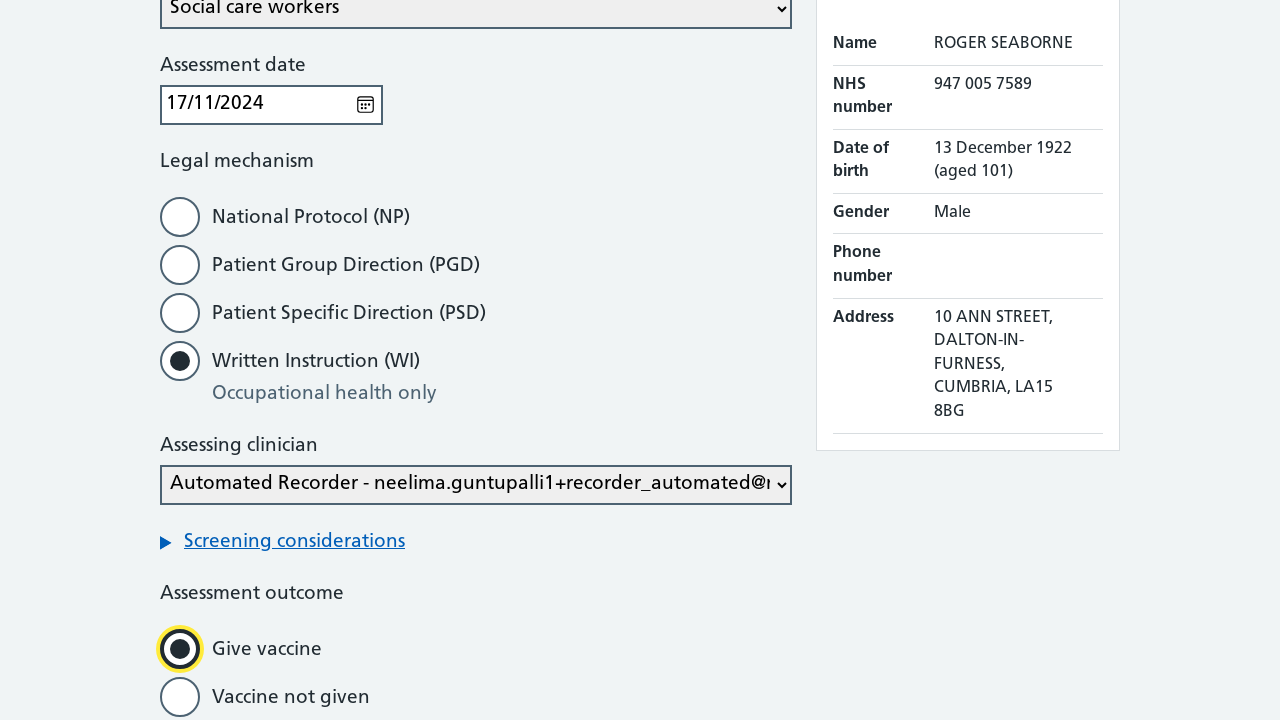 Social care workers
Assessment date
17/11/2024
Legal mechanism
National Protocol (NP)
Patient Group Direction (PGD)
Patient Specific Direction (PSD)
Written Instruction (WI)
Occupational health only
Assessing clinician
Automated Recorder - neelima.guntupalli1+recorder_automated@
Screening considerations
Assessment outcome
Give vaccine
Vaccine not given
Name ROGER SEABORNE
NHS number 947 005 7589
Date of birth 13 December 1922 (aged 101)
Gender Male
Phone number
Address 10 ANN STREET,
DALTON-IN-
FURNESS,
CUMBRIA, LA15
8BG